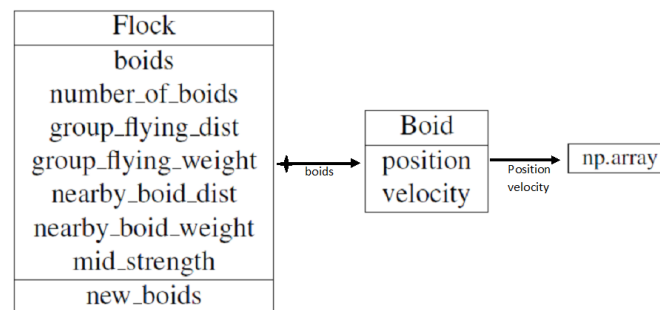 Flock
boids
number_of_boids
group_flying_dist
group_flying_weight
nearby_boid_dist
nearby_boid_weight
mid_strength
new_boids
boids
Boid
position
velocity
Position
velocity
np.array